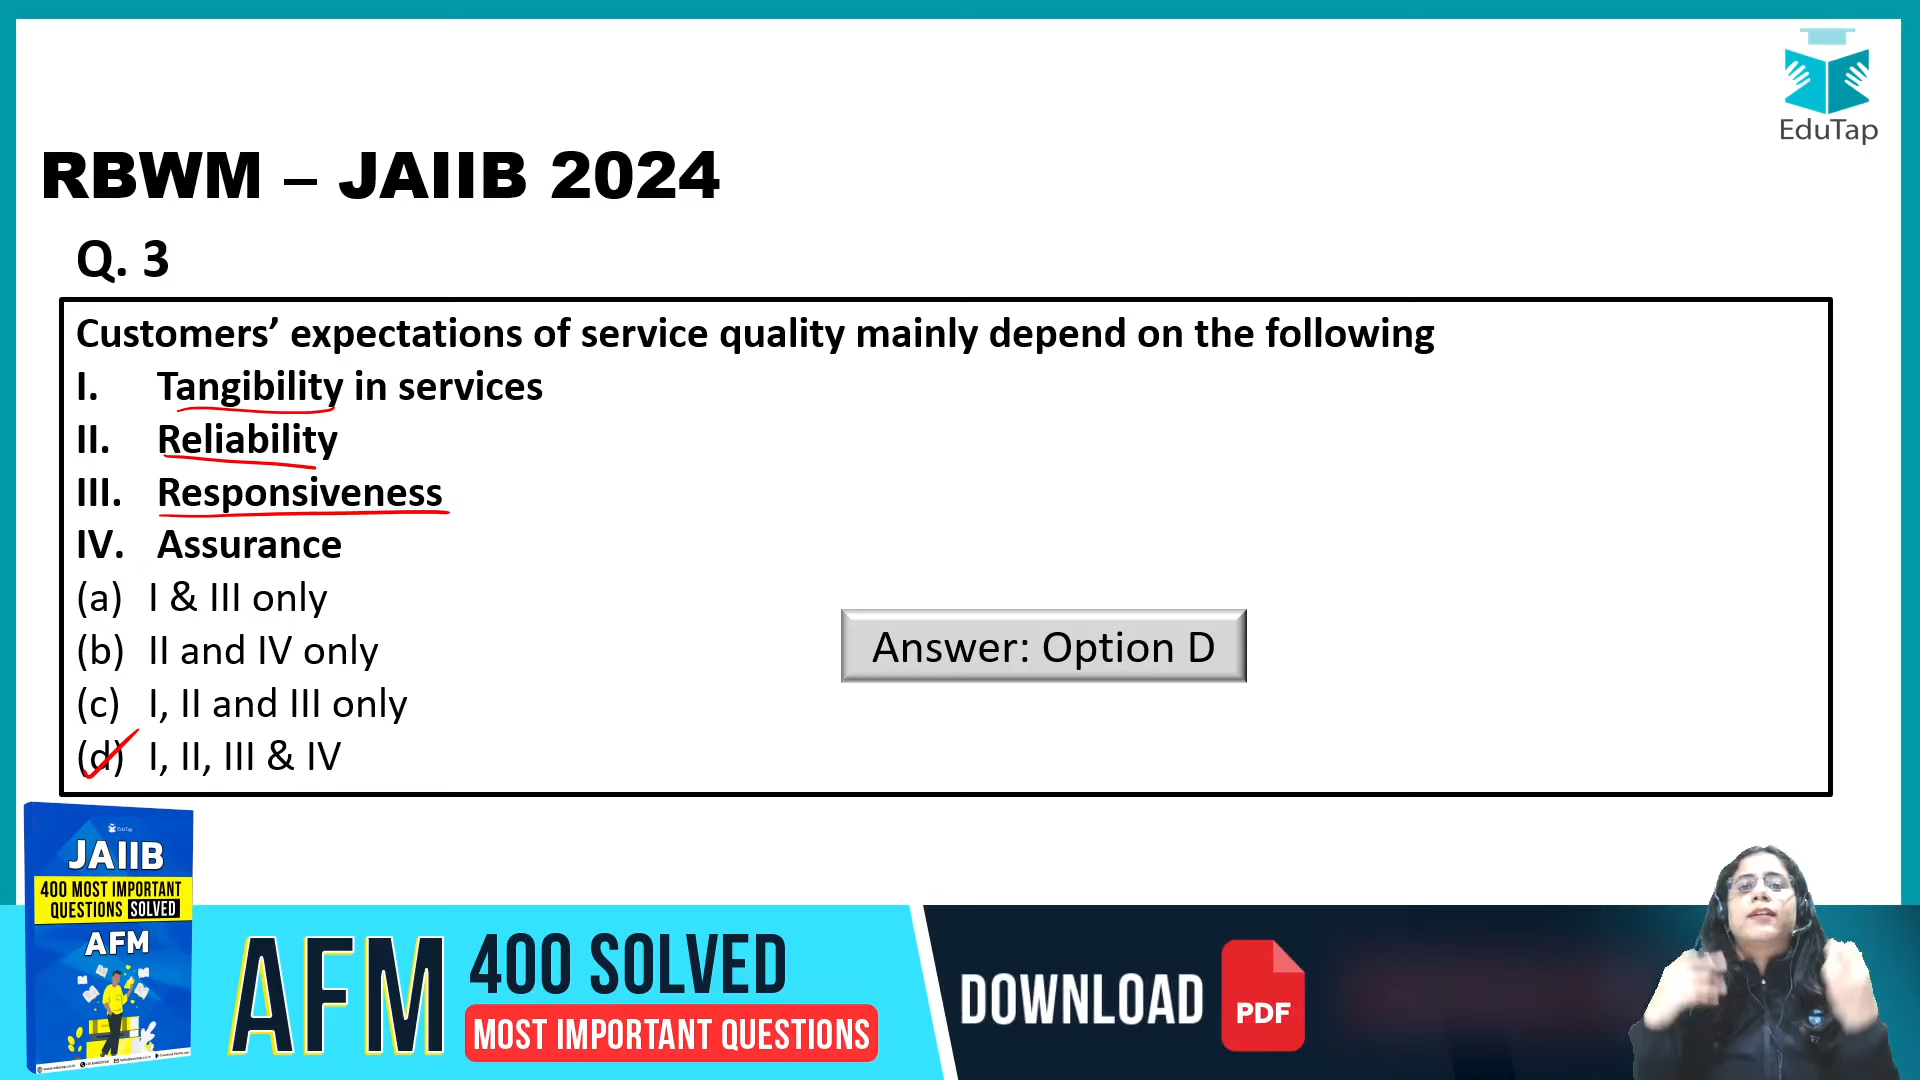 EduTap
RBWM – JAIIB 2024
Q. 3
Customers’ expectations of service quality mainly depend on the following
I. Tangibility in services
II. Reliability
III. Responsiveness
IV. Assurance
(a) I & III only
(b) II and IV only
(c) I, II and III only
(d) I, II, III & IV
Answer: Option D
EduTap
JAIIB
400 MOST IMPORTANT
QUESTIONS SOLVED
AFM
AFM
400 SOLVED
MOST IMPORTANT QUESTIONS
DOWNLOAD
PDF